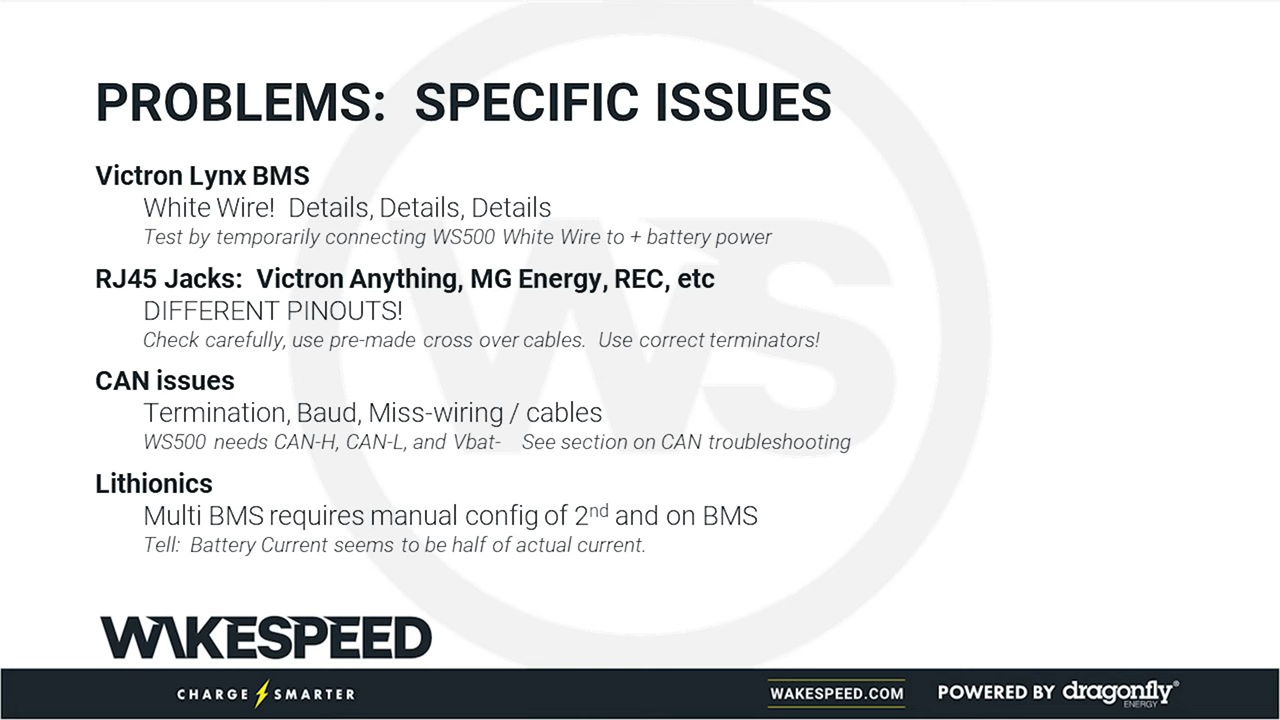 PROBLEMS: SPECIFIC ISSUES
Victron Lynx BMS
White Wire! Details, Details, Details
Test by temporarily connecting WS500 White Wire to + battery power
RJ45 Jacks: Victron Anything, MG Energy, REC, etc
DIFFERENT PINOUTS!
Check carefully, use pre-made cross over cables. Use correct terminators!
CAN issues
Termination, Baud, Miss-wiring / cables
WS500 needs CAN-H, CAN-L, and Vbat- See section on CAN troubleshooting
Lithionics
Multi BMS requires manual config of 2nd and on BMS
Tell: Battery Current seems to be half of actual current.
WS
WAKESPEED
CHARGE SMARTER
WAKESPEED.COM
POWERED BY dragonfly®
ENERGY